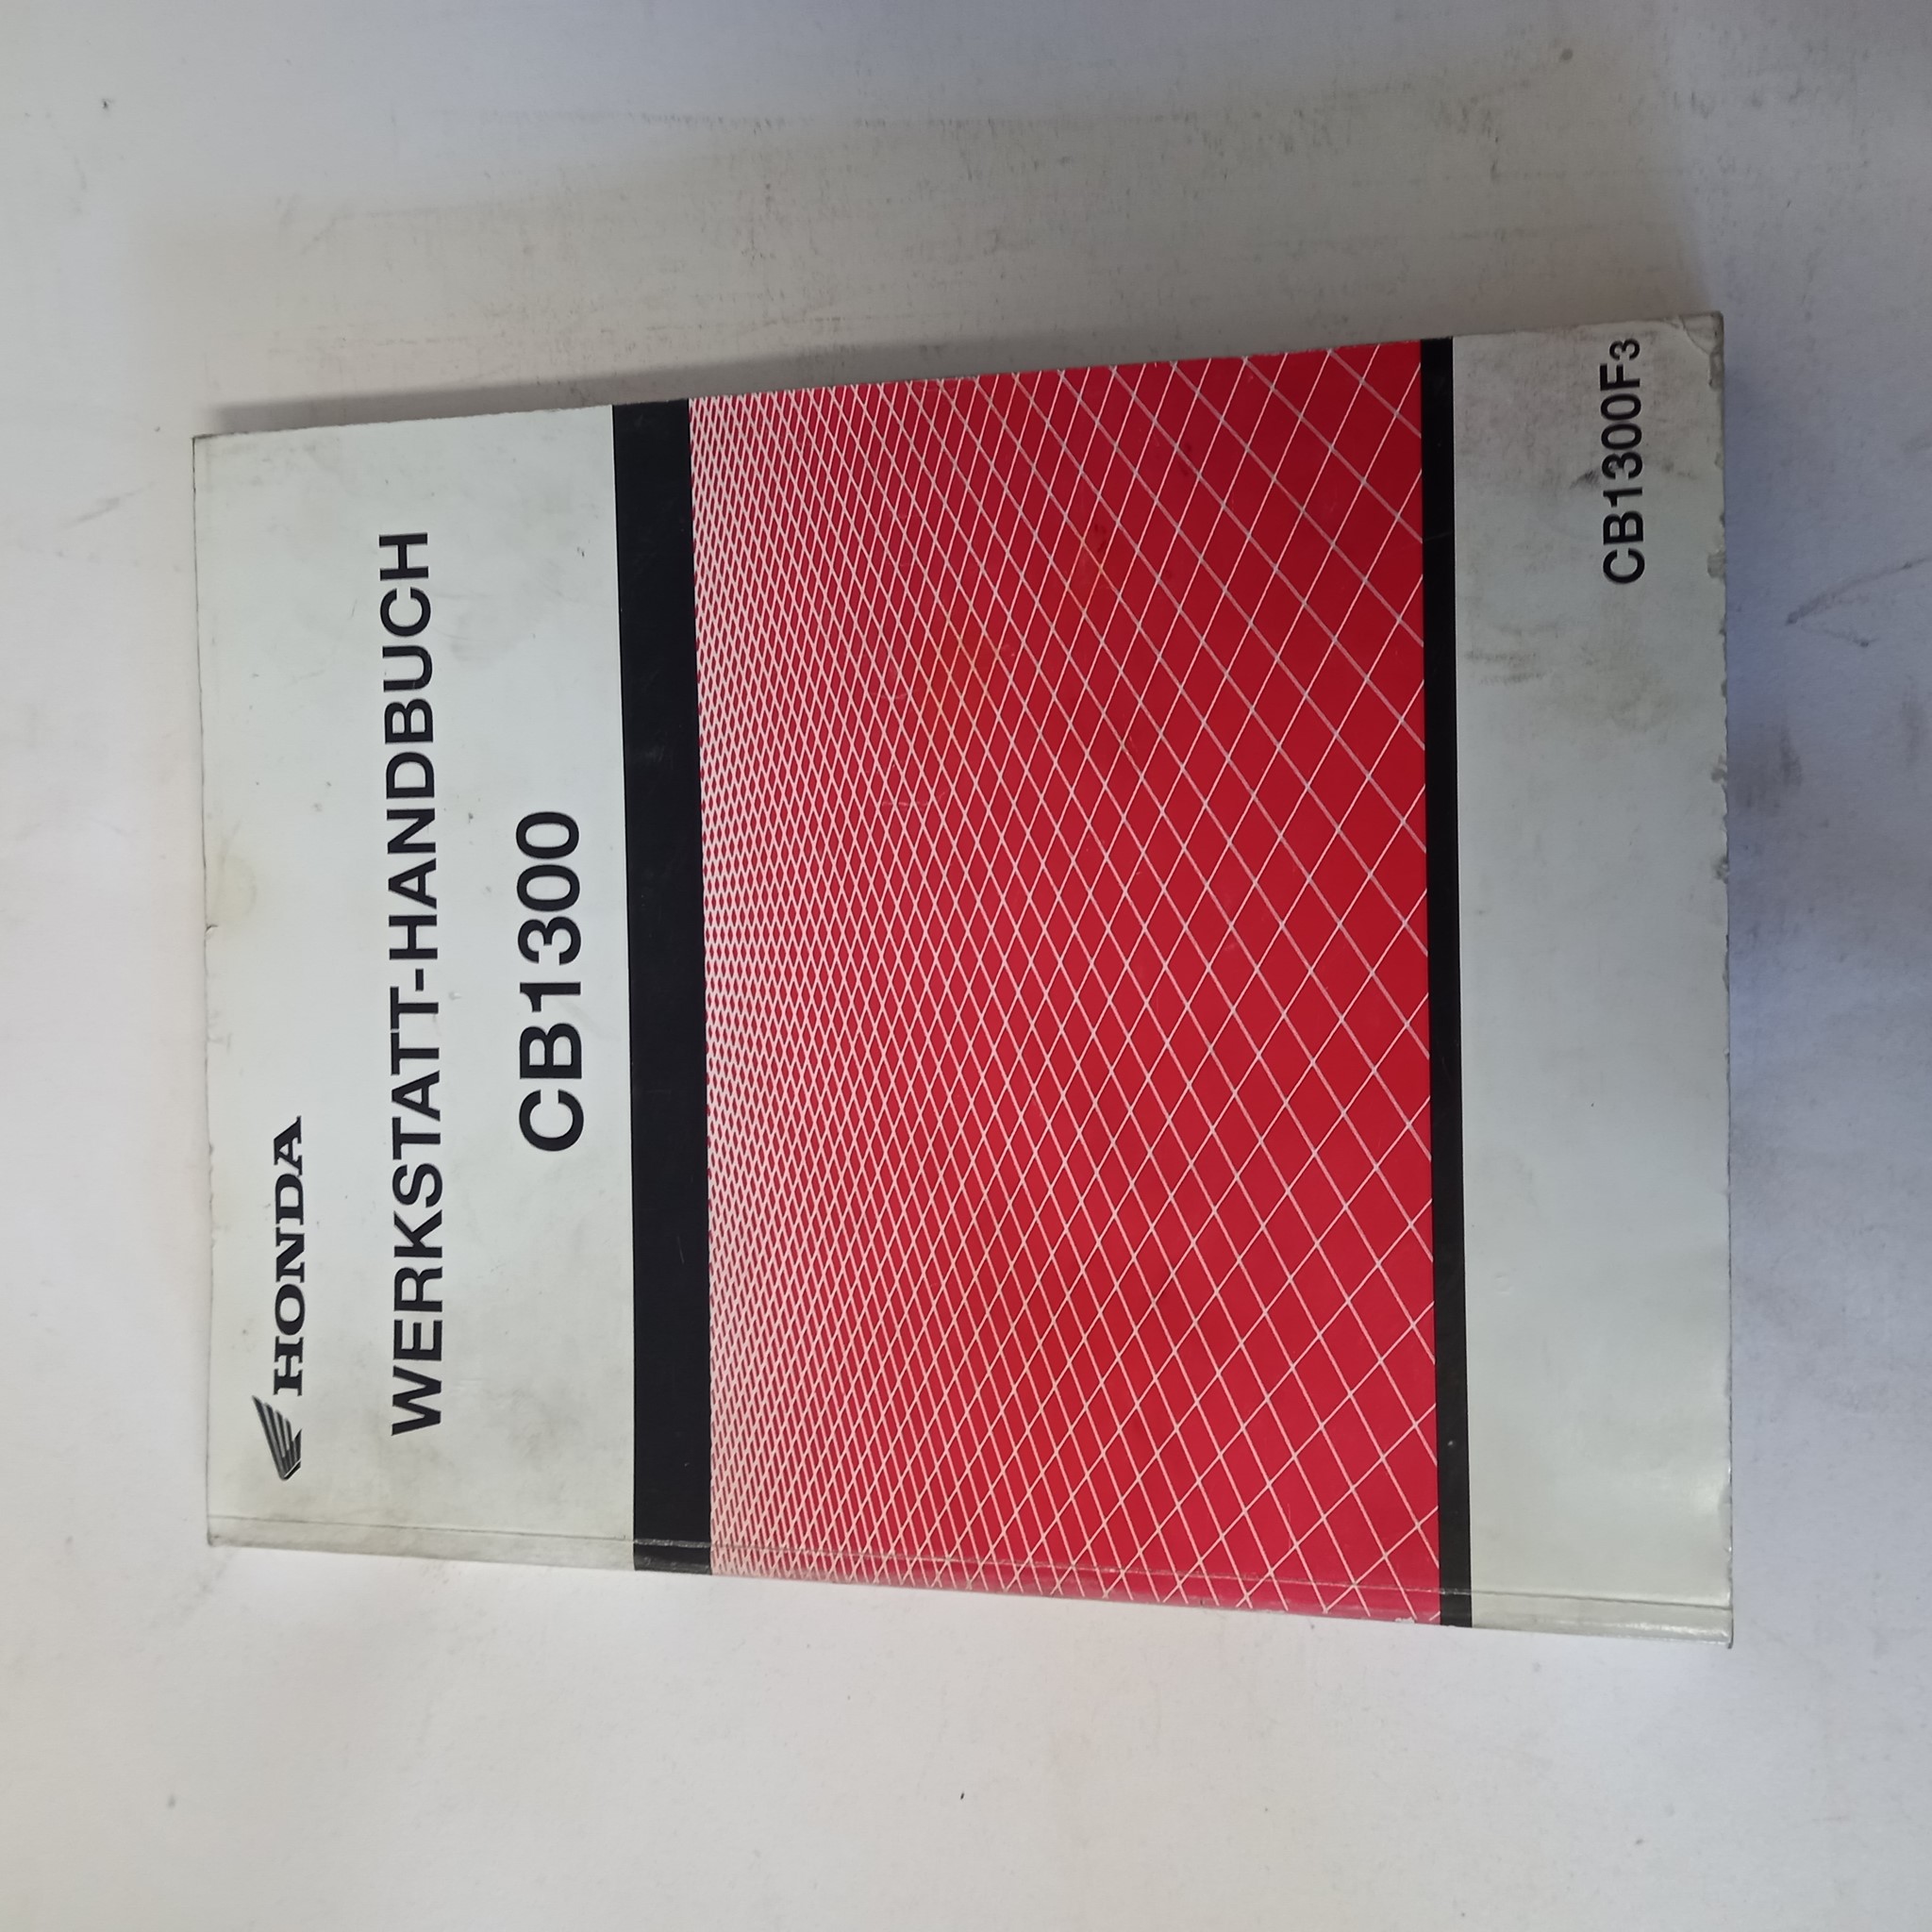 HONDA
WERKSTATT-HANDBUCH
CB1300
CB1300F3